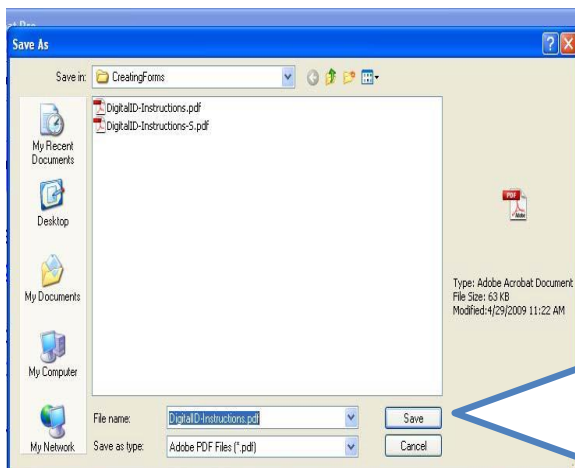 Save As
Save in: CreatingForms
DigitalID-Instructions.pdf
DigitalID-Instructions-S.pdf
My Recent
Documents
Desktop
My Documents
My Computer
My Network
PDF
Adobe
Type: Adobe Acrobat Document
File Size: 63 KB
Modified:4/29/2009 11:22 AM
File name: DigitalID-Instructions.pdf Save
Save as type: Adobe PDF Files (*.pdf) Cancel